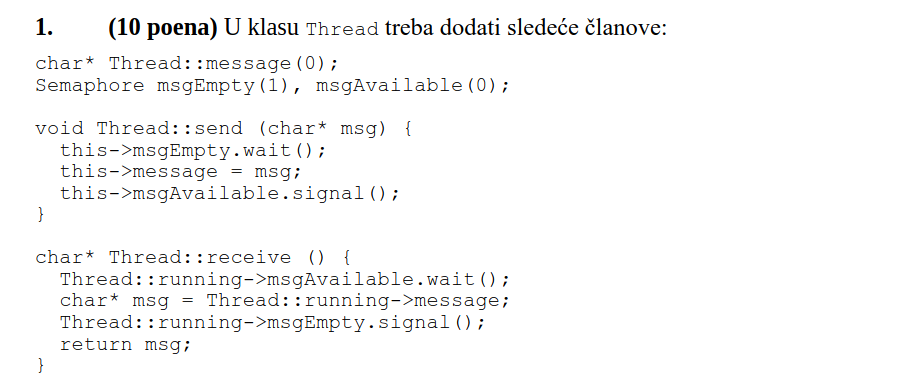 1. (10 poena) U klasu Thread treba dodati sledeće članove:
char* Thread::message(0);
Semaphore msgEmpty(1), msgAvailable(0);
void Thread::send (char* msg) {
this->msgEmpty.wait();
this->message = msg;
this->msgAvailable.signal();
}
char* Thread::receive () {
Thread::running->msgAvailable.wait();
char* msg = Thread::running->message;
Thread::running->msgEmpty.signal();
return msg;
}